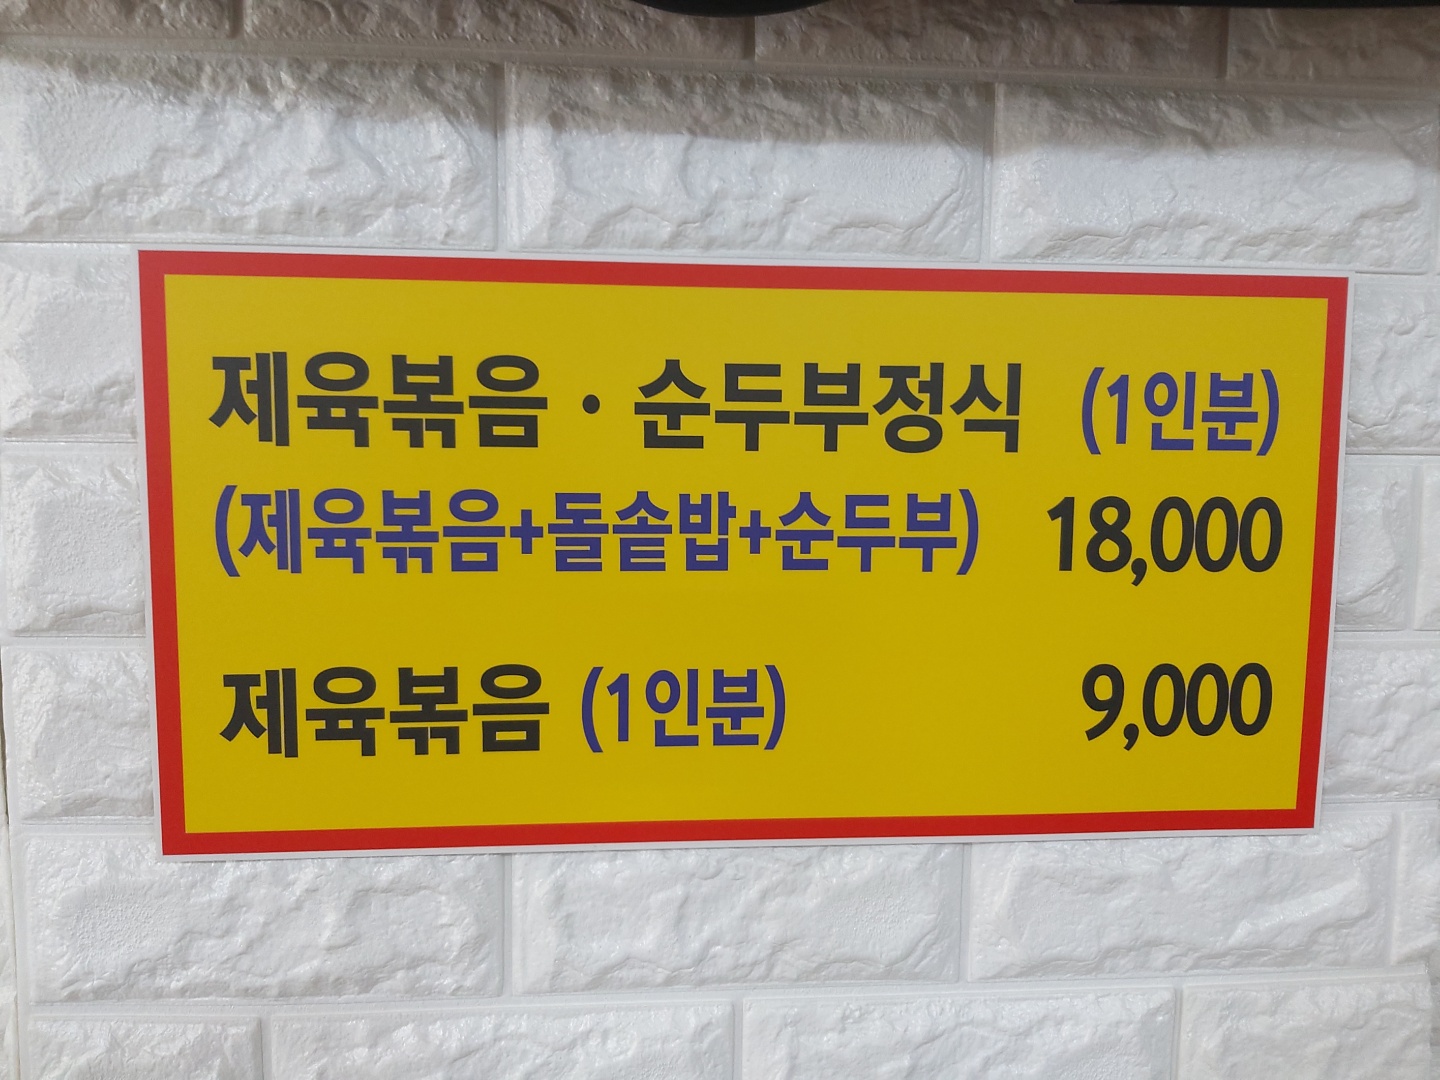 제육볶음 · 순두부정식 (1인분)
(제육볶음+돌솥밥+순두부) 18,000
제육볶음 (1인분) 9,000